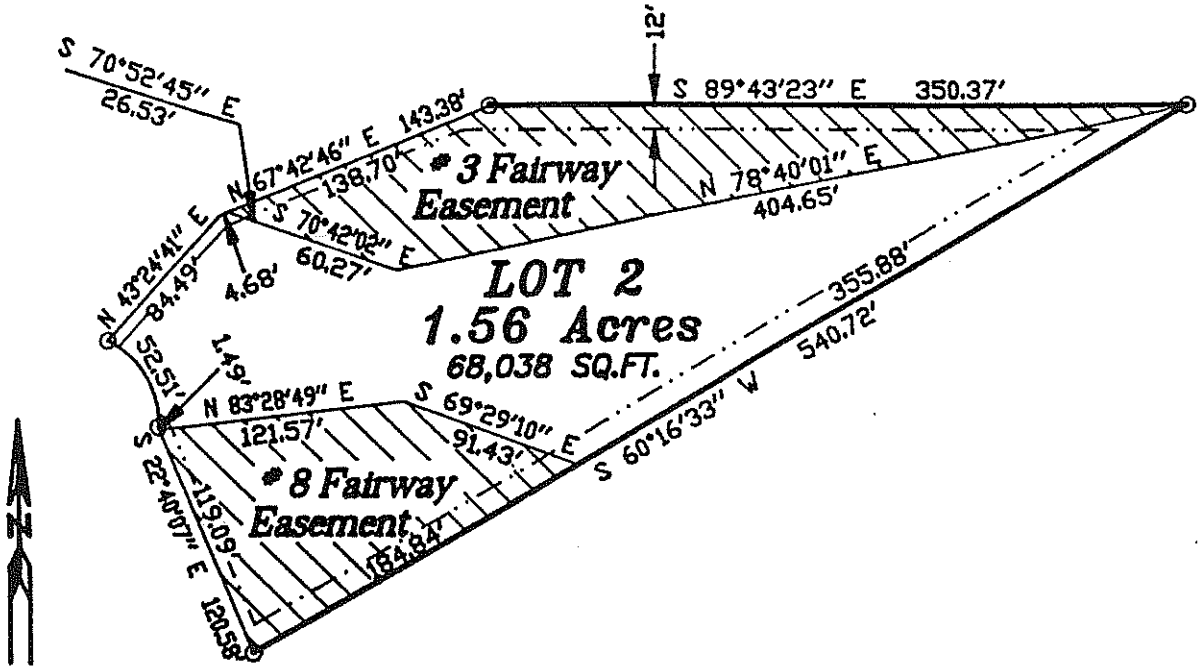 12'
S 70°52'45" E
26.53'
S 89°43'23" E 350.37'
N 67°42'46" E 143.38'
138.70'
# 3 Fairway
Easement
N 78°40'01" E
404.65'
S 70°42'02" E
60.27'
N 43°24'41" E
84.49'
4.68'
LOT 2
1.56 Acres
68,038 SQ.FT.
355.88'
540.72'
S 60°16'33" W
52.51'
1.49'
N 83°28'49" E
121.57'
S 69°29'10" E
91.43'
# 8 Fairway
Easement
184.84'
S 22°40'07" E 120.58'
119.09'
N